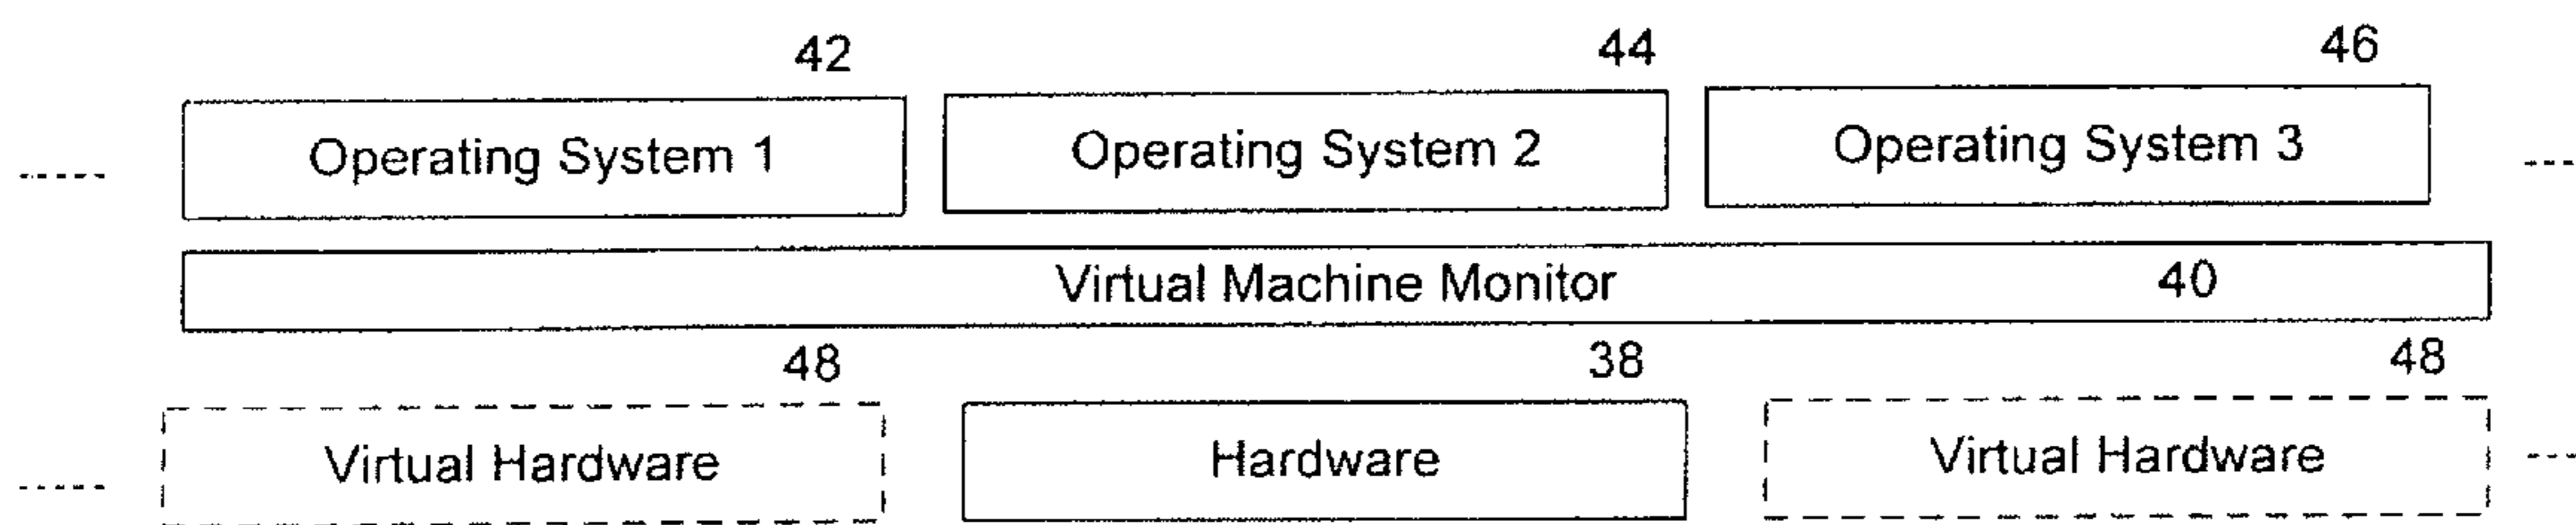 42 44 46
Operating System 1 Operating System 2 Operating System 3
Virtual Machine Monitor 40
48 38 48
Virtual Hardware Hardware Virtual Hardware